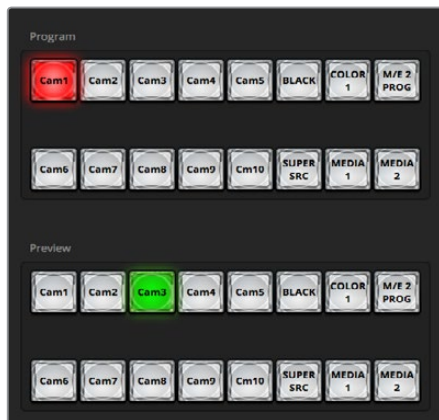 Program
Cam1 Cam2 Cam3 Cam4 Cam5 BLACK COLOR 1 M/E 2 PROG
Cam6 Cam7 Cam8 Cam9 Cm10 SUPER SRC MEDIA 1 MEDIA 2
Preview
Cam1 Cam2 Cam3 Cam4 Cam5 BLACK COLOR 1 M/E 2 PROG
Cam6 Cam7 Cam8 Cam9 Cm10 SUPER SRC MEDIA 1 MEDIA 2